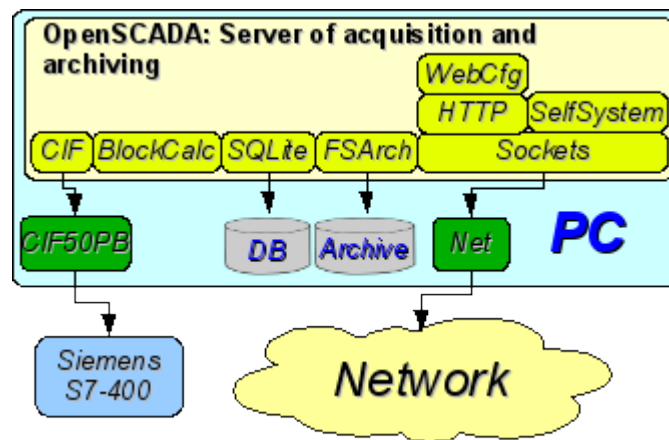 OpenSCADA: Server of acquisition and
archiving
WebCfg
HTTP SelfSystem
CIF BlockCalc SQLite FSArch Sockets
CIF50PB DB Archive Net PC
Siemens
S7-400
Network